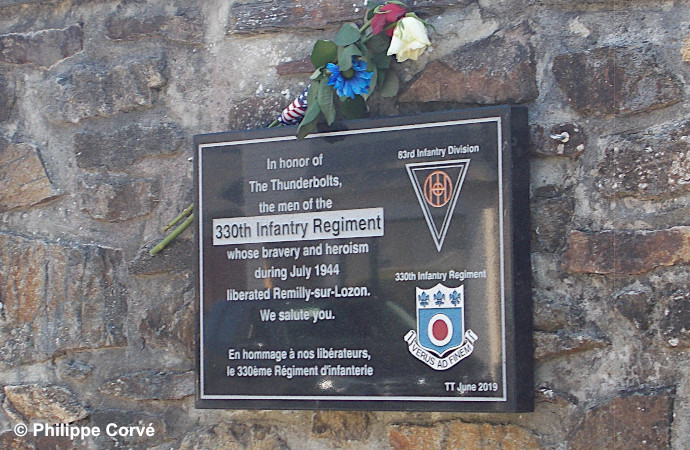 In honor of
The Thunderbolts,
the men of the
330th Infantry Regiment
whose bravery and heroism
during July 1944
liberated Remilly-sur-Lozon.
We salute you.
En hommage à nos libérateurs,
le 330ème Régiment d'infanterie
83rd Infantry Division
330th Infantry Regiment
VERUS AD FINEM
TT June 2019
© Philippe Corvé